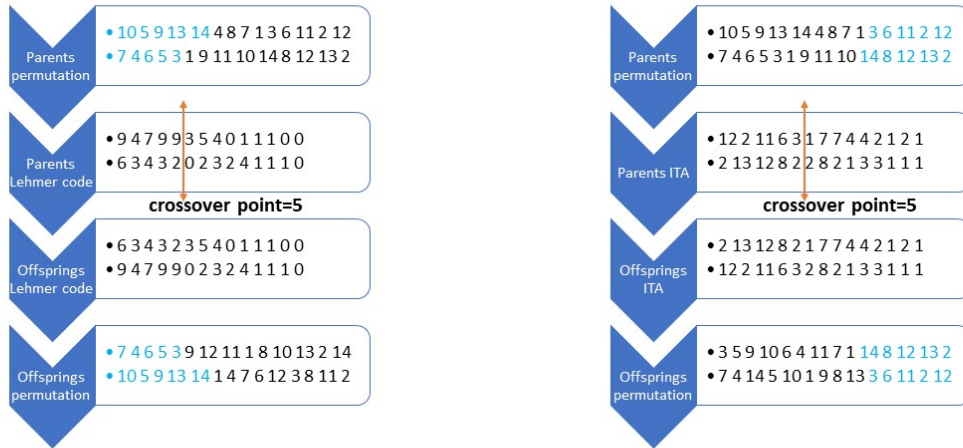 Parents
permutation
• 10 5 9 13 14 4 8 7 1 3 6 11 2 12
• 7 4 6 5 3 1 9 11 10 14 8 12 13 2
Parents
Lehmer code
• 9 4 7 9 9 3 5 4 0 1 1 1 0 0
• 6 3 4 3 2 0 2 3 2 4 1 1 1 0
crossover point=5
Offsprings
Lehmer code
• 6 3 4 3 2 3 5 4 0 1 1 1 0 0
• 9 4 7 9 9 0 2 3 2 4 1 1 1 0
Offsprings
permutation
• 7 4 6 5 3 9 12 11 1 8 10 13 2 14
• 10 5 9 13 14 1 4 7 6 12 3 8 11 2
Parents
permutation
• 10 5 9 13 14 4 8 7 1 3 6 11 2 12
• 7 4 6 5 3 1 9 11 10 14 8 12 13 2
Parents ITA
• 12 2 11 6 3 1 7 7 4 4 2 1 2 1
• 2 13 12 8 2 2 8 2 1 3 3 1 1 1
crossover point=5
Offsprings
ITA
• 2 13 12 8 2 1 7 7 4 4 2 1 2 1
• 12 2 11 6 3 2 8 2 1 3 3 1 1 1
Offsprings
permutation
• 3 5 9 10 6 4 11 7 1 14 8 12 13 2
• 7 4 14 5 10 1 9 8 13 3 6 11 2 12